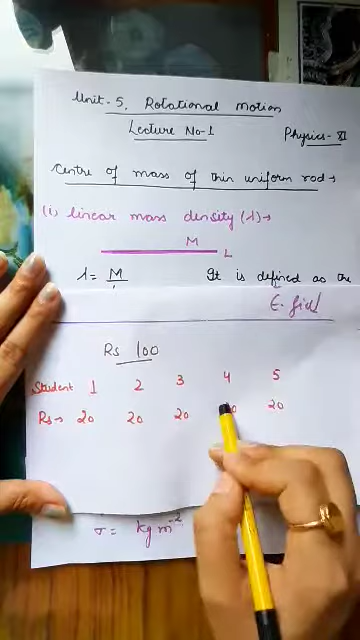 Unit-5, Rotational motion
Lecture No-1
Physics-XI
Centre of mass of thin uniform rod→
(i) linear mass density (λ)→
M
L
λ = M It is defined as the
E. field
Rs 100
Student 1 2 3 4 5
Rs→ 20 20 20 20
σ = kg m⁻²